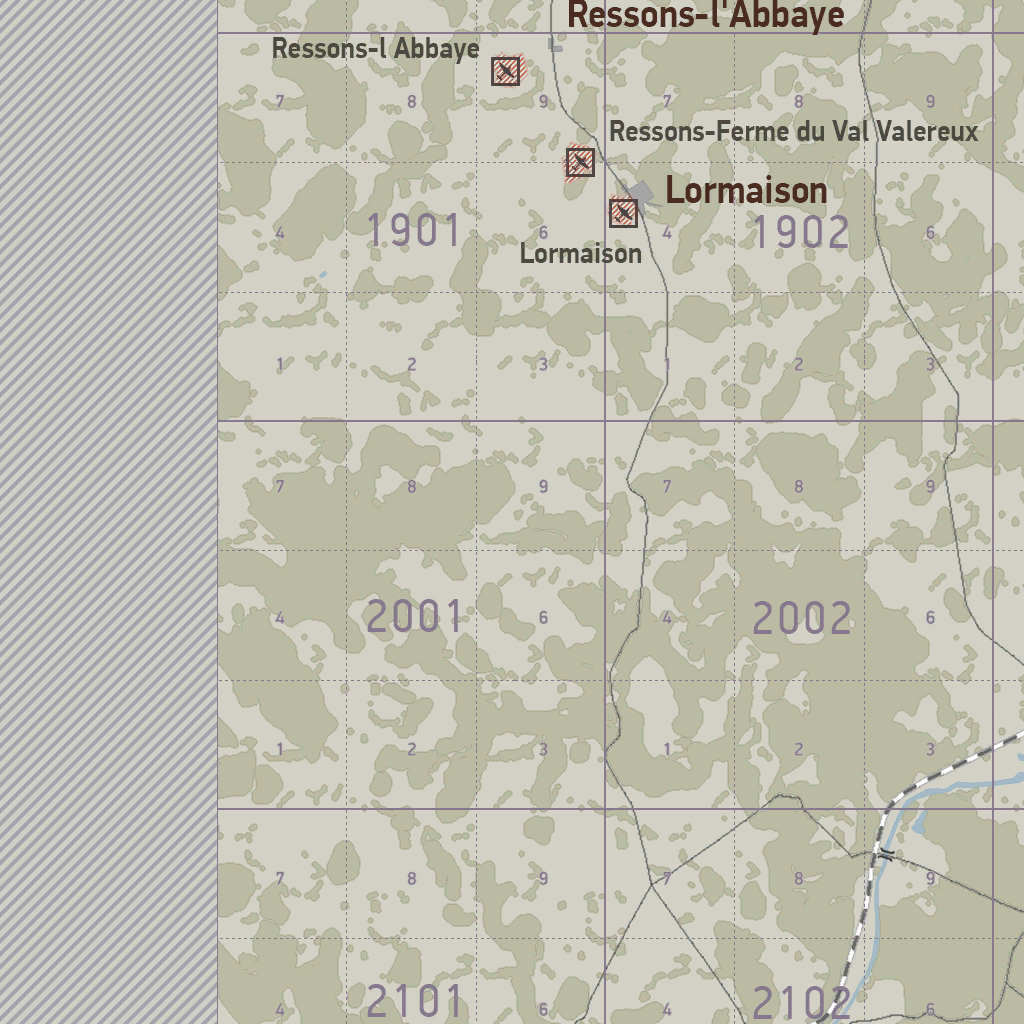 Ressons-l'Abbaye
Ressons-l Abbaye
7 8 9 7 8 9
Ressons-Ferme du Val Valereux
Lormaison
4 1901 6 4 1902 6
Lormaison
1 2 3 1 2 3
7 8 9 7 8 9
4 2001 6 4 2002 6
1 2 3 1 2 3
7 8 9 7 8 9
4 2101 6 4 2102 6